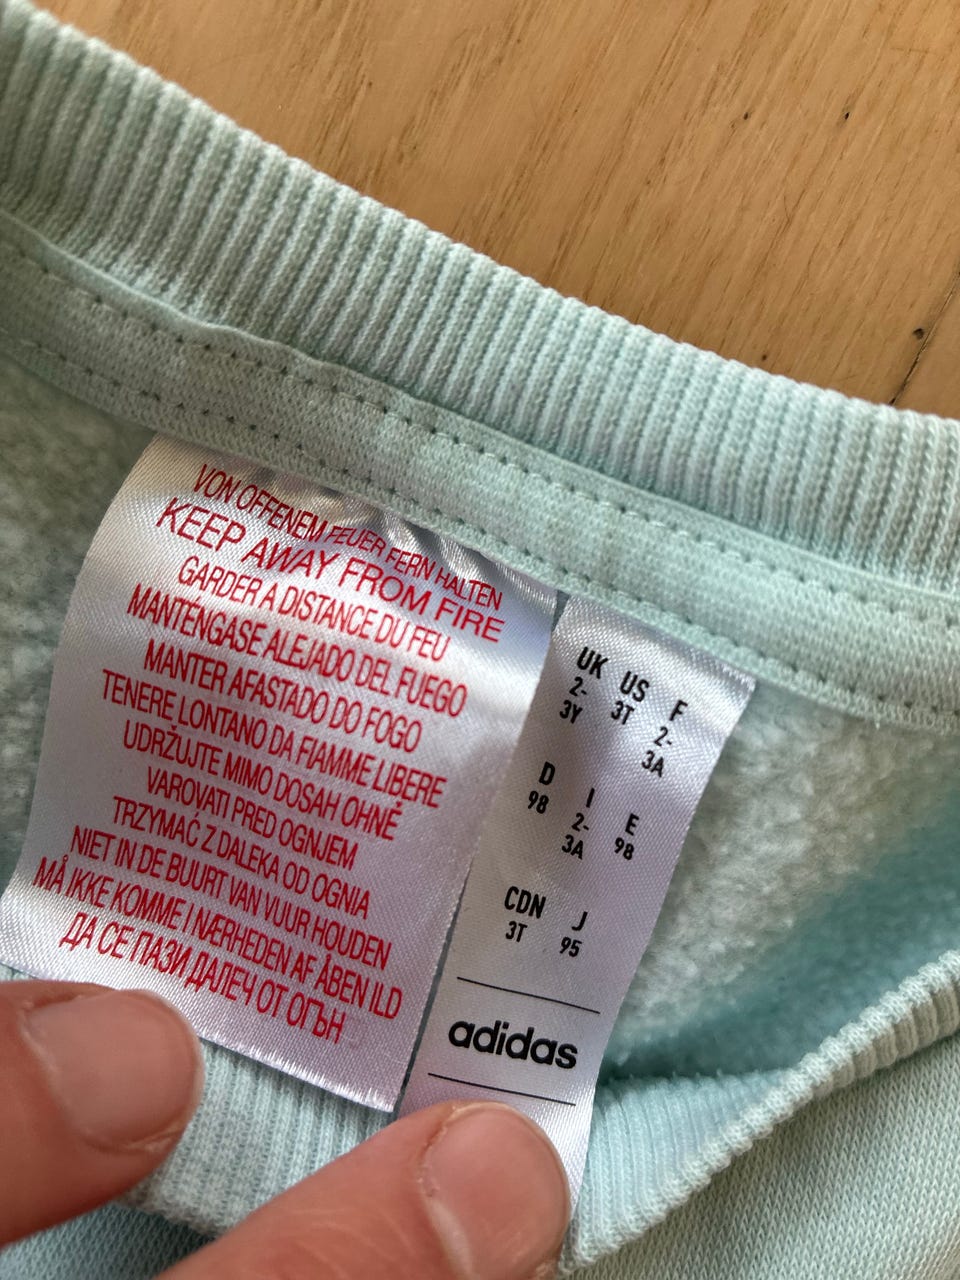 VON OFFENEM FEUER FERN HALTEN
KEEP AWAY FROM FIRE
GARDER A DISTANCE DU FEU
MANTÉNGASE ALEJADO DEL FUEGO
MANTER AFASTADO DO FOGO
TENERE LONTANO DA FIAMME LIBERE
UDRŽUJTE MIMO DOSAH OHNĚ
VAROVATI PRED OGNJEM
TRZYMAĆ Z DALEKA OD OGNIA
NIET IN DE BUURT VAN VUUR HOUDEN
MÅ IKKE KOMME I NÆRHEDEN AF ÅBEN ILD
ДА СЕ ПАЗИ ДАЛЕЧ ОТ ОГЪН
UK US F
2- 3T 2-
3Y 3A
D I E
98 2- 98
3A
CDN J
3T 95
adidas